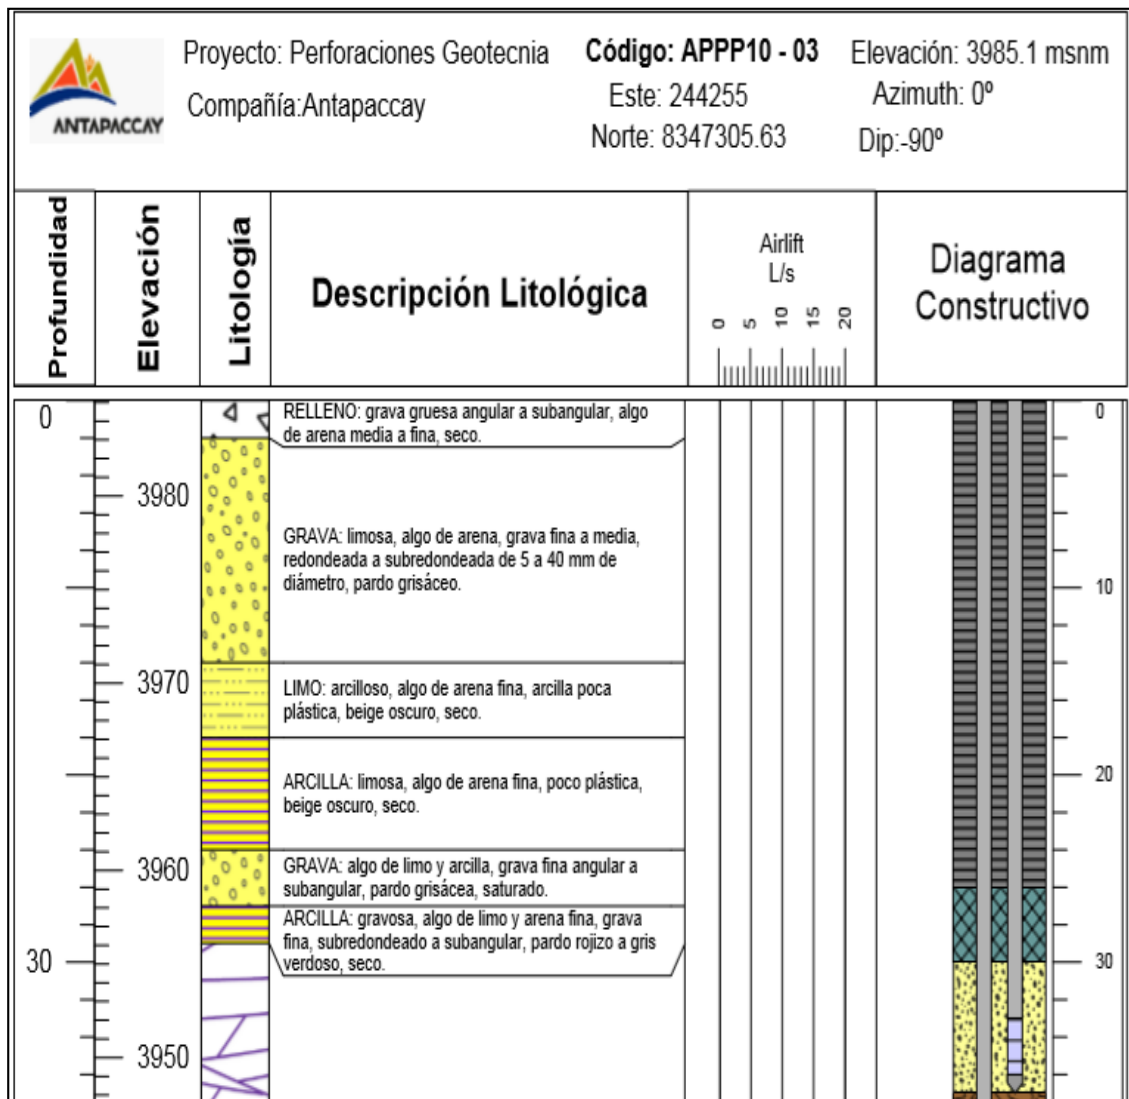 Proyecto: Perforaciones Geotecnia
Compañía:Antapaccay
ANTAPACCAY
Código: APPP10 - 03
Este: 244255
Norte: 8347305.63
Elevación: 3985.1 msnm
Azimuth: 0º
Dip:-90º
Profundidad
Elevación
Litología
Descripción Litológica
Airlift
L/s
0 5 10 15 20
Diagrama
Constructivo
0
RELLENO: grava gruesa angular a subangular, algo
de arena media a fina, seco.
0
3980
GRAVA: limosa, algo de arena, grava fina a media,
redondeada a subredondeada de 5 a 40 mm de
diámetro, pardo grisáceo.
10
3970
LIMO: arcilloso, algo de arena fina, arcilla poca
plástica, beige oscuro, seco.
ARCILLA: limosa, algo de arena fina, poco plástica,
beige oscuro, seco.
20
3960
GRAVA: algo de limo y arcilla, grava fina angular a
subangular, pardo grisácea, saturado.
ARCILLA: gravosa, algo de limo y arena fina, grava
fina, subredondeado a subangular, pardo rojizo a gris
verdoso, seco.
30
30
3950